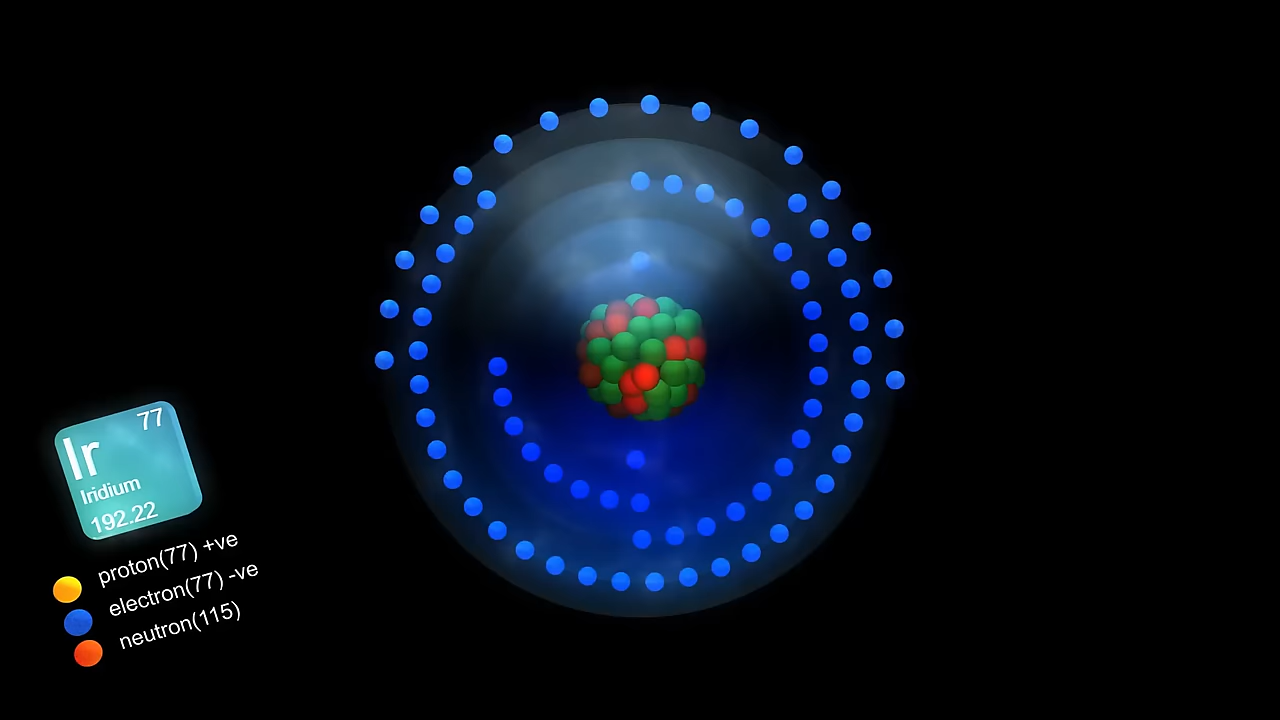 77
Ir
Iridium
192.22
proton(77) +ve
electron(77) -ve
neutron(115)